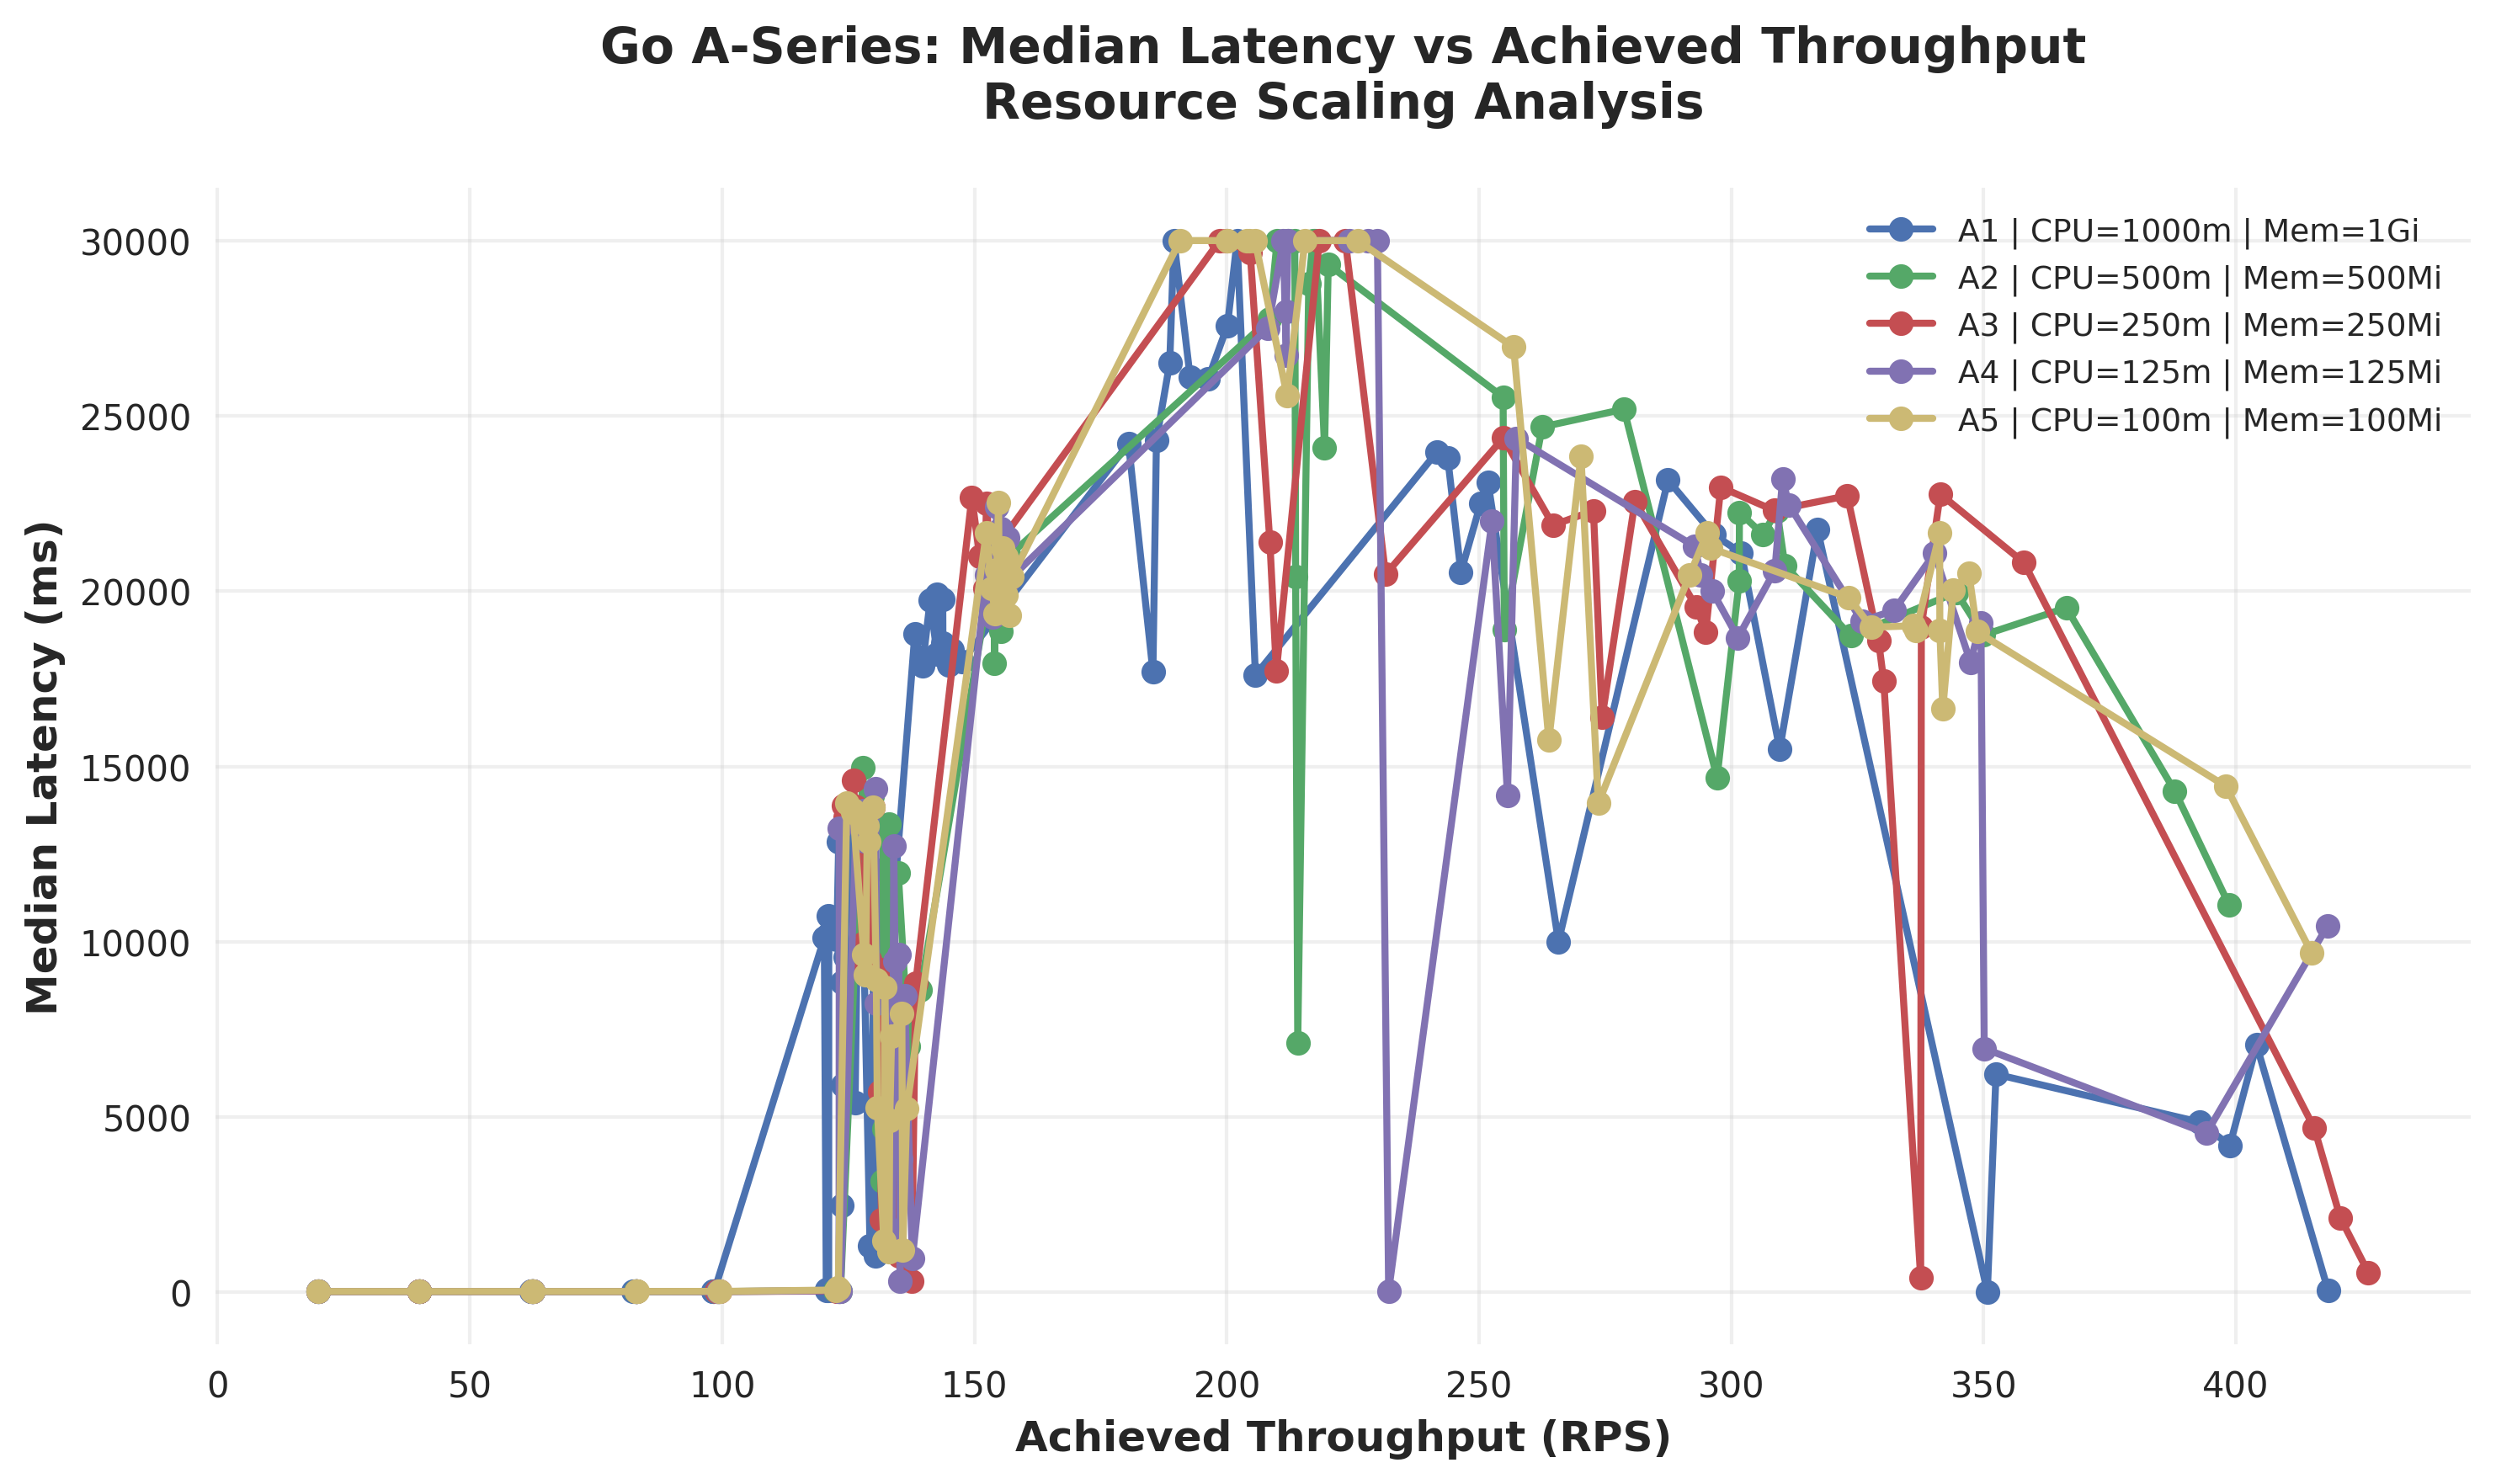 Go A-Series: Median Latency vs Achieved Throughput
Resource Scaling Analysis
Median Latency (ms)
30000
25000
20000
15000
10000
5000
0
A1 | CPU=1000m | Mem=1Gi
A2 | CPU=500m | Mem=500Mi
A3 | CPU=250m | Mem=250Mi
A4 | CPU=125m | Mem=125Mi
A5 | CPU=100m | Mem=100Mi
0 50 100 150 200 250 300 350 400
Achieved Throughput (RPS)